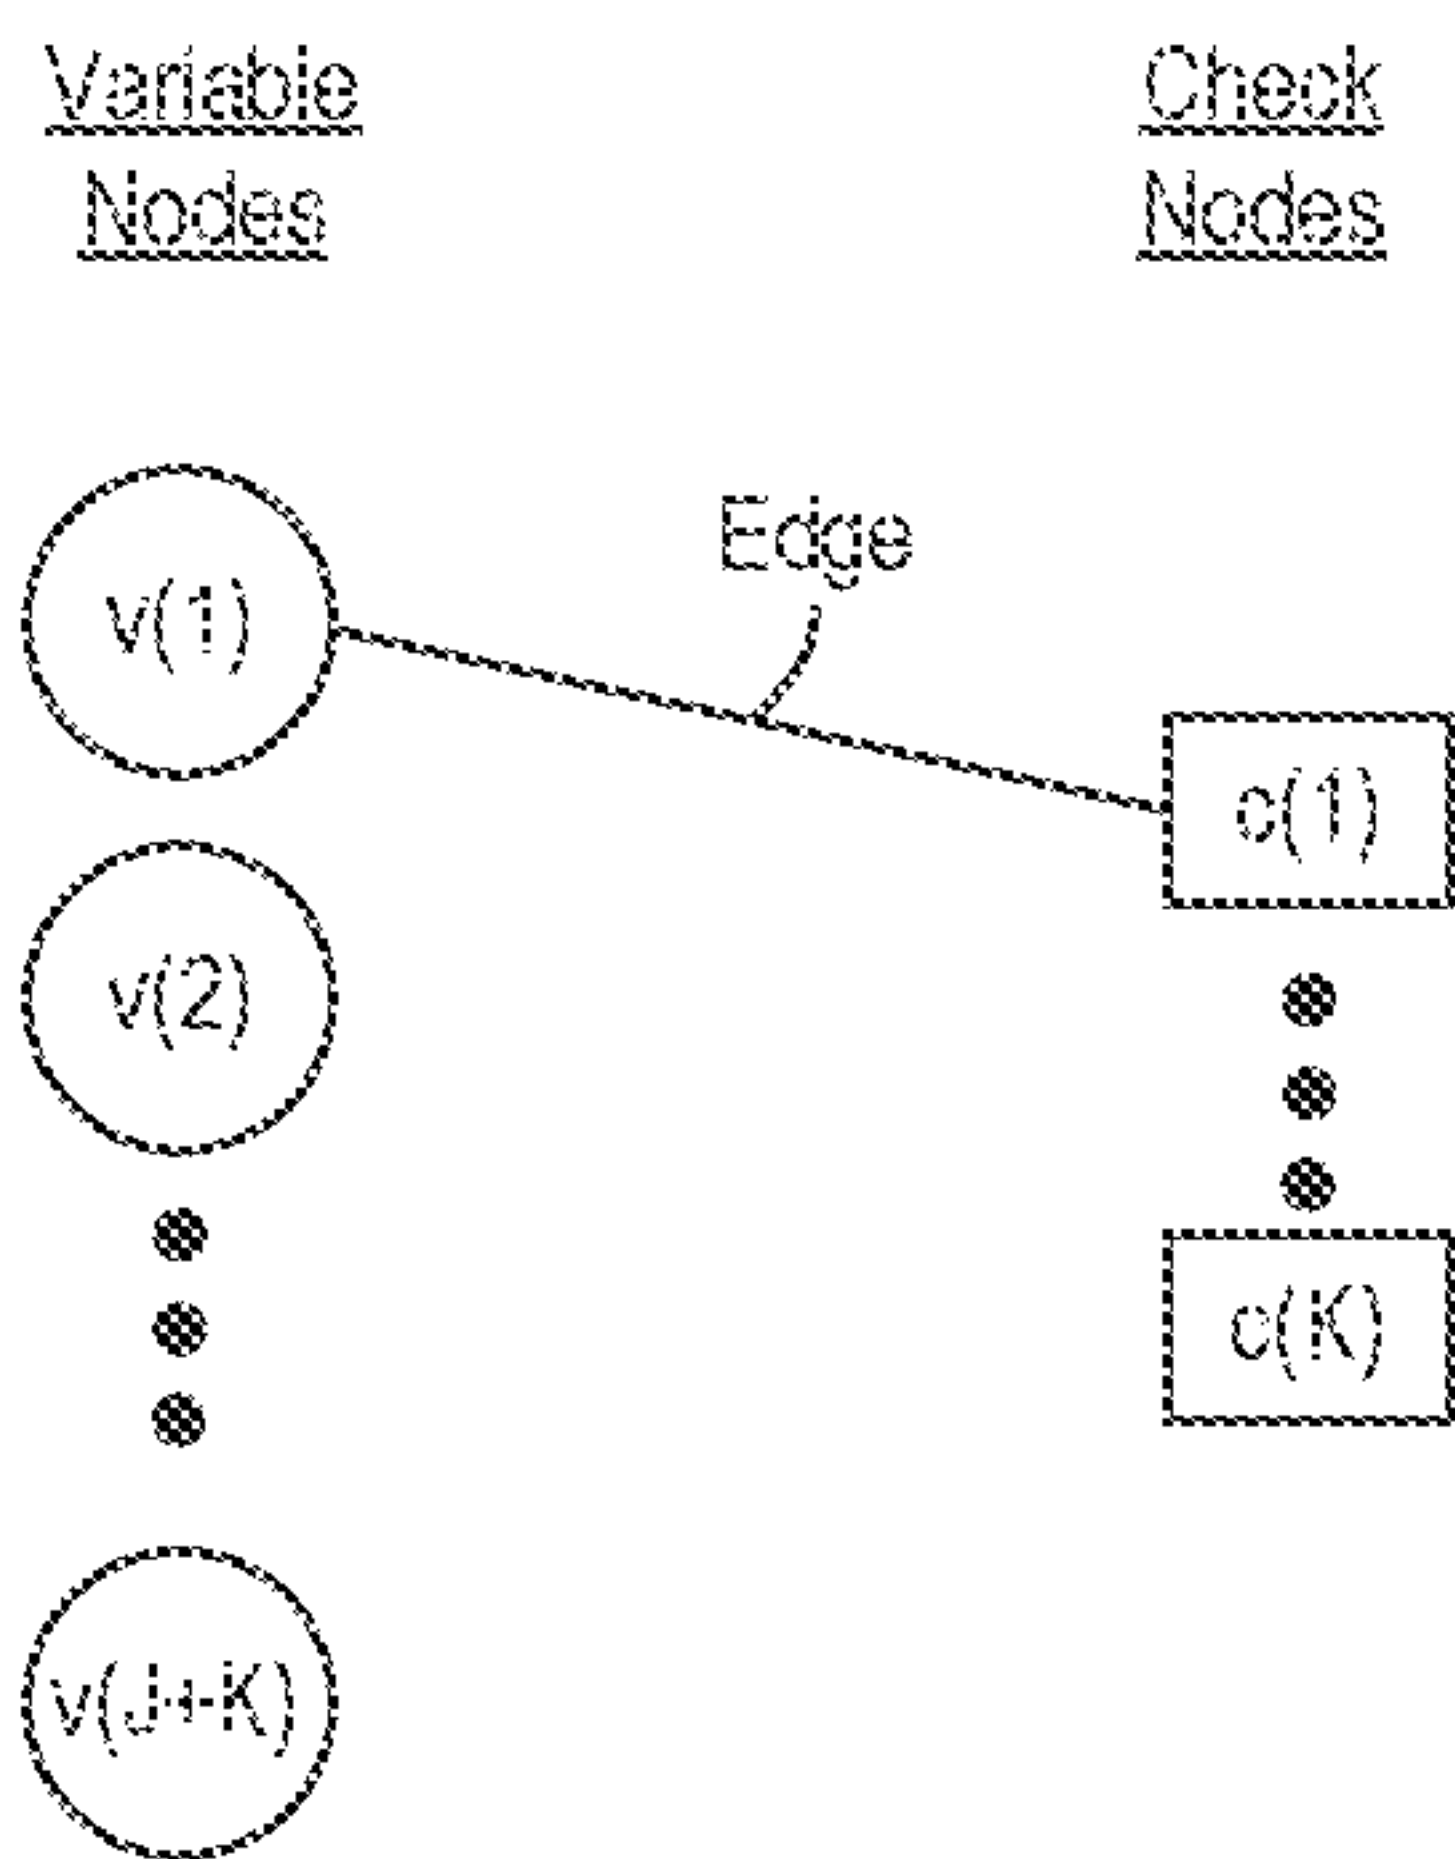 Variable
Nodes
Check
Nodes
Edge
v(1)
c(1)
v(2)
c(K)
v(J+K)